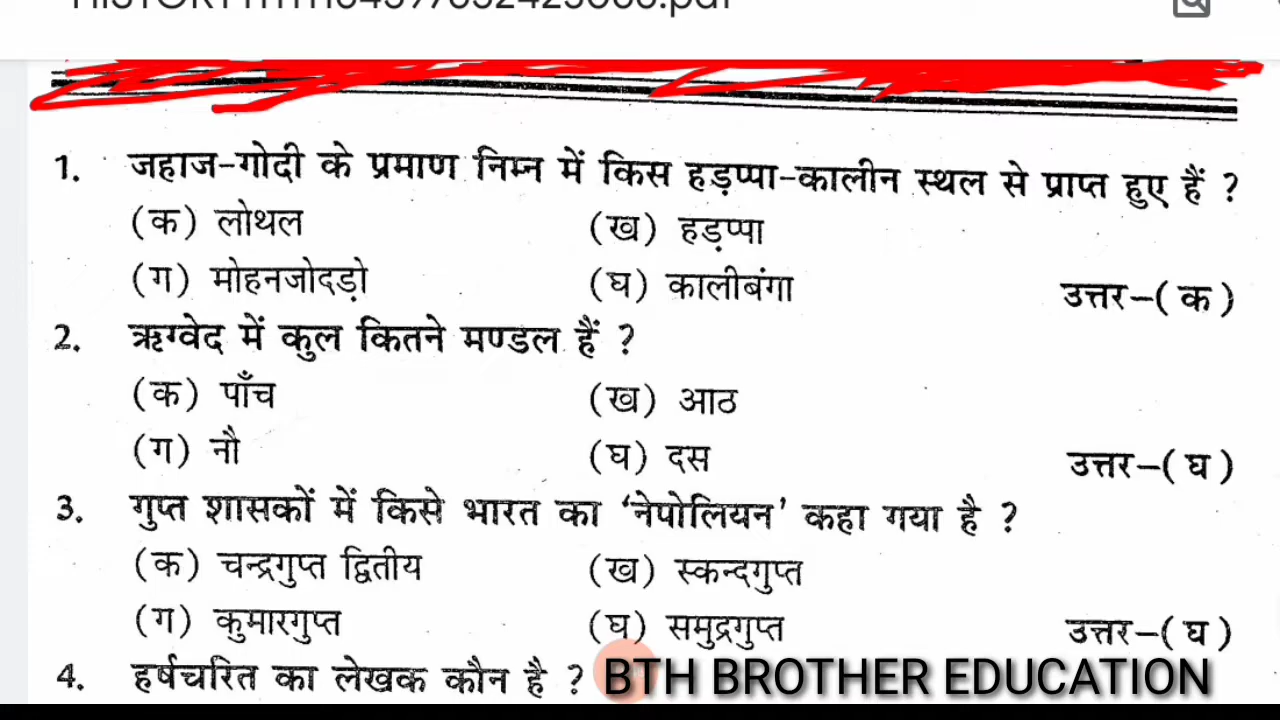 1. जहाज-गोदी के प्रमाण निम्न में किस हड़प्पा-कालीन स्थल से प्राप्त हुए हैं ?
(क) लोथल (ख) हड़प्पा
(ग) मोहनजोदड़ो (घ) कालीबंगा उत्तर-(क)
2. ऋग्वेद में कुल कितने मण्डल हैं ?
(क) पाँच (ख) आठ
(ग) नौ (घ) दस उत्तर-(घ)
3. गुप्त शासकों में किसे भारत का ‘नेपोलियन’ कहा गया है ?
(क) चन्द्रगुप्त द्वितीय (ख) स्कन्दगुप्त
(ग) कुमारगुप्त (घ) समुद्रगुप्त उत्तर-(घ)
4. हर्षचरित का लेखक कौन है ? BTH BROTHER EDUCATION